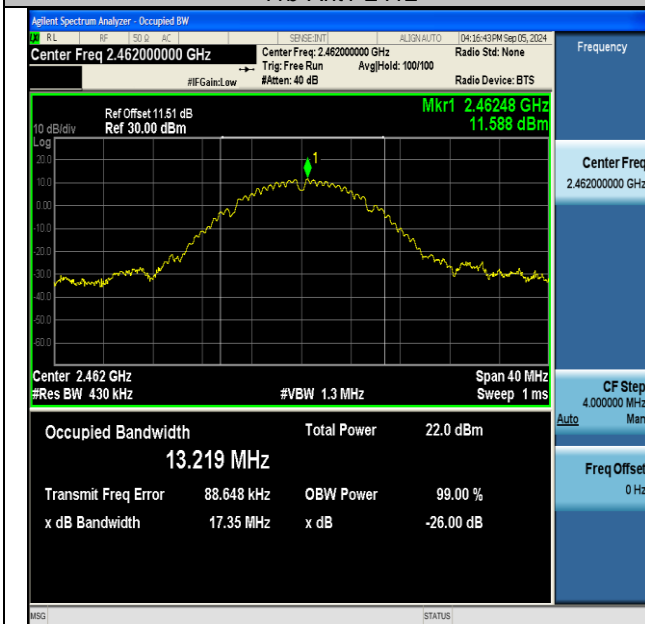 Agilent Spectrum Analyzer - Occupied BW
RL RF 50 Ω AC SENSE:INT ALIGN AUTO 04:16:43PM Sep 05, 2024
Center Freq 2.462000000 GHz Center Freq: 2.462000000 GHz Radio Std: None
Trig: Free Run Avg|Hold: 100/100
#IFGain:Low #Atten: 40 dB Radio Device: BTS
Frequency
Ref Offset 11.51 dB Mkr1 2.46248 GHz
10 dB/div Ref 30.00 dBm 11.588 dBm
Log
20.0
10.0
0.00
-10.0
-20.0
-30.0
-40.0
-50.0
-60.0
1
Center Freq
2.462000000 GHz
Center 2.462 GHz Span 40 MHz
#Res BW 430 kHz #VBW 1.3 MHz Sweep 1 ms
CF Step
4.000000 MHz
Auto Man
Occupied Bandwidth Total Power 22.0 dBm
13.219 MHz
Transmit Freq Error 88.648 kHz OBW Power 99.00 %
x dB Bandwidth 17.35 MHz x dB -26.00 dB
Freq Offset
0 Hz
MSG STATUS